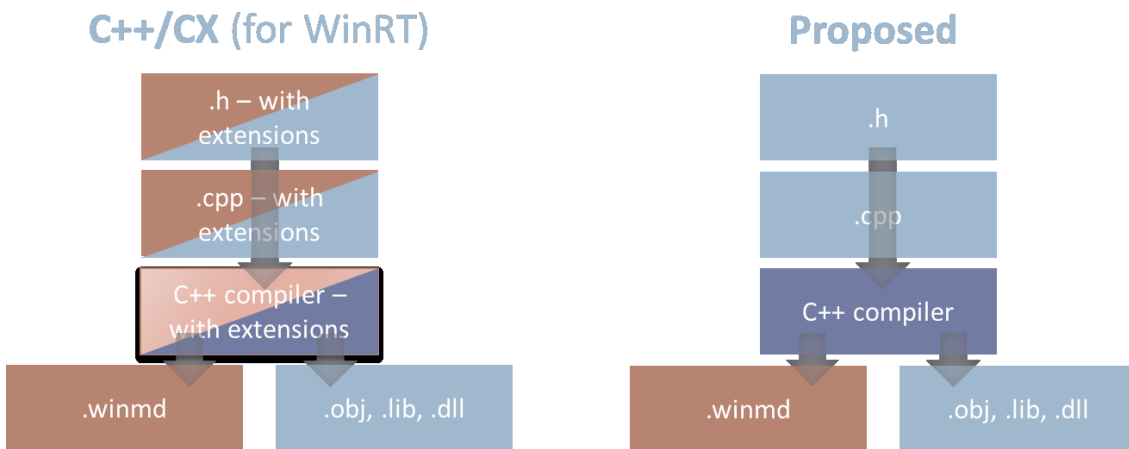 C++/CX (for WinRT)
.h – with
extensions
.cpp – with
extensions
C++ compiler –
with extensions
.winmd
.obj, .lib, .dll
Proposed
.h
.cpp
C++ compiler
.winmd
.obj, .lib, .dll